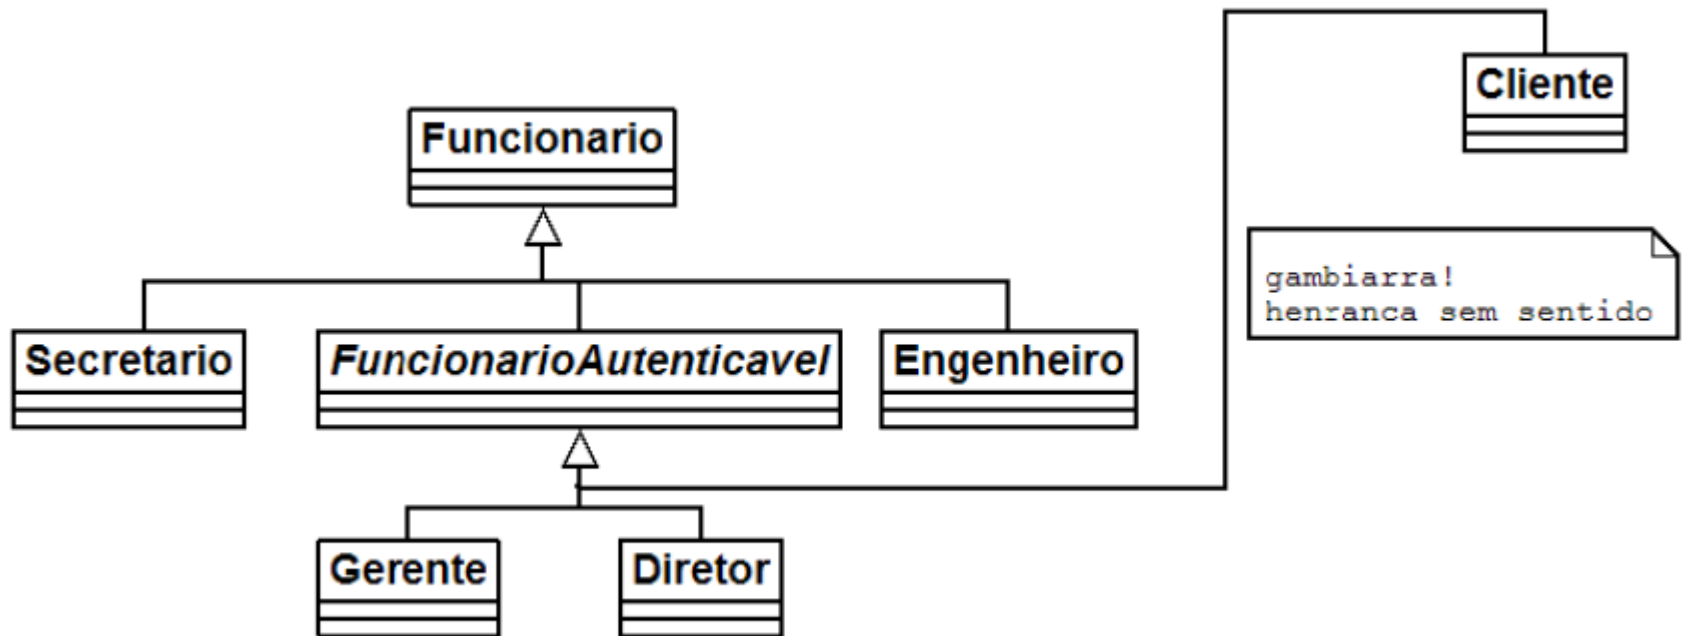 Cliente
Funcionario
gambiarra!
henranca sem sentido
Secretario
FuncionarioAutenticavel
Engenheiro
Gerente
Diretor